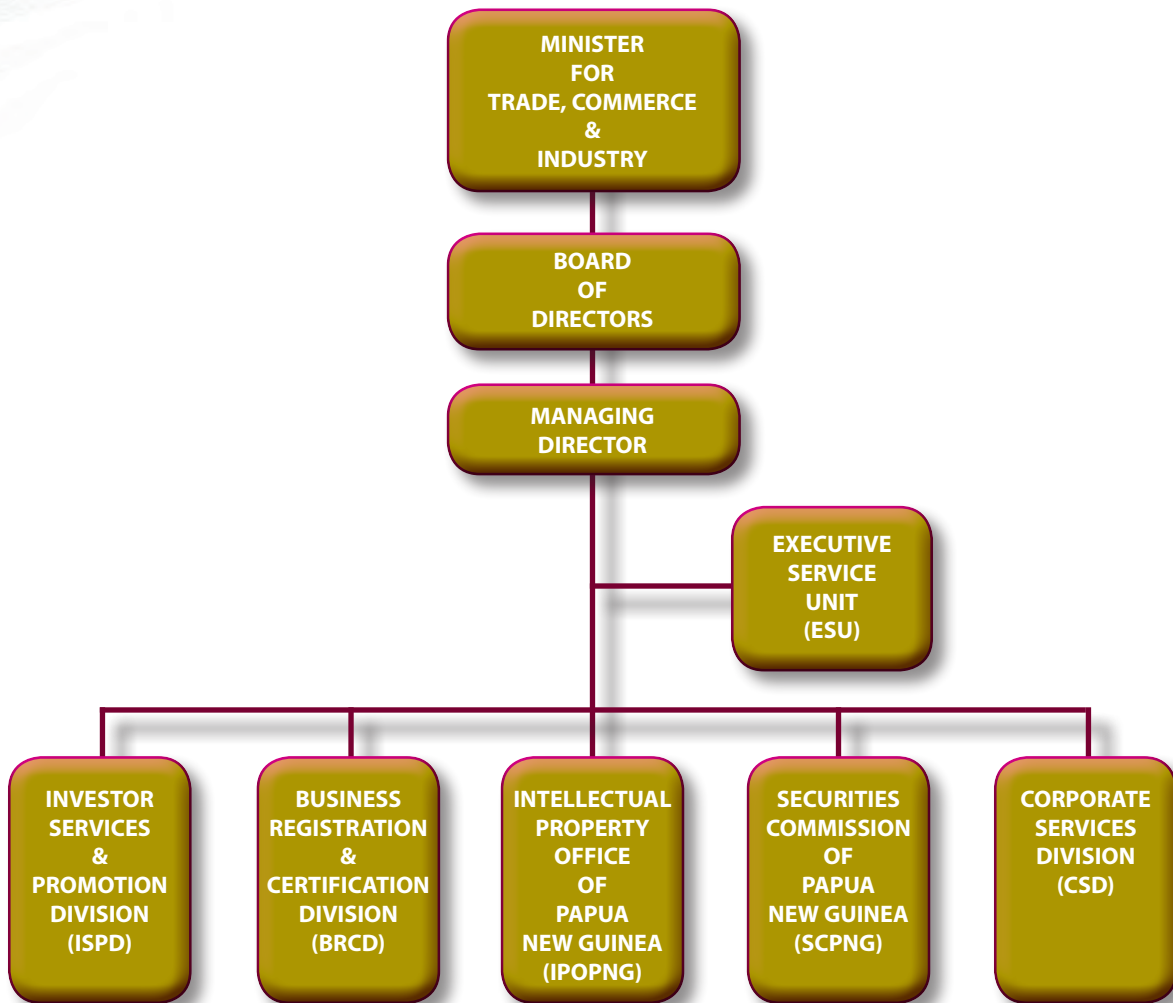 MINISTER
FOR
TRADE, COMMERCE
&
INDUSTRY
BOARD
OF
DIRECTORS
MANAGING
DIRECTOR
EXECUTIVE
SERVICE
UNIT
(ESU)
INVESTOR
SERVICES
&
PROMOTION
DIVISION
(ISPD)
BUSINESS
REGISTRATION
&
CERTIFICATION
DIVISION
(BRCD)
INTELLECTUAL
PROPERTY
OFFICE
OF
PAPUA
NEW GUINEA
(IPOPNG)
SECURITIES
COMMISSION
OF
PAPUA
NEW GUINEA
(SCPNG)
CORPORATE
SERVICES
DIVISION
(CSD)